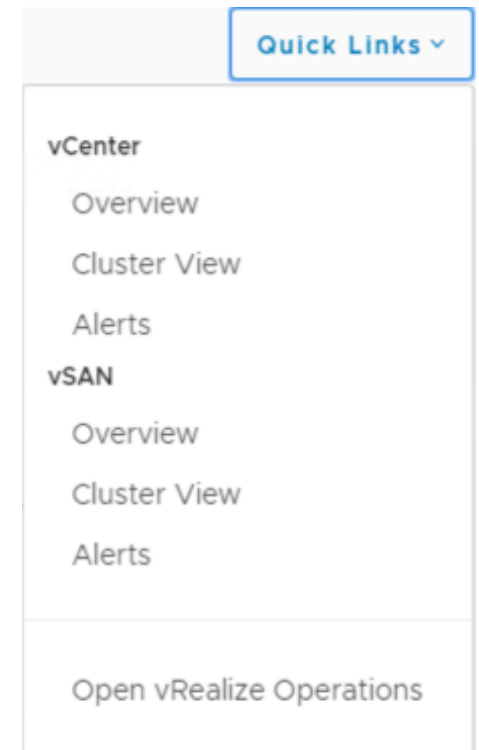 Quick Links
vCenter
Overview
Cluster View
Alerts
vSAN
Overview
Cluster View
Alerts
Open vRealize Operations